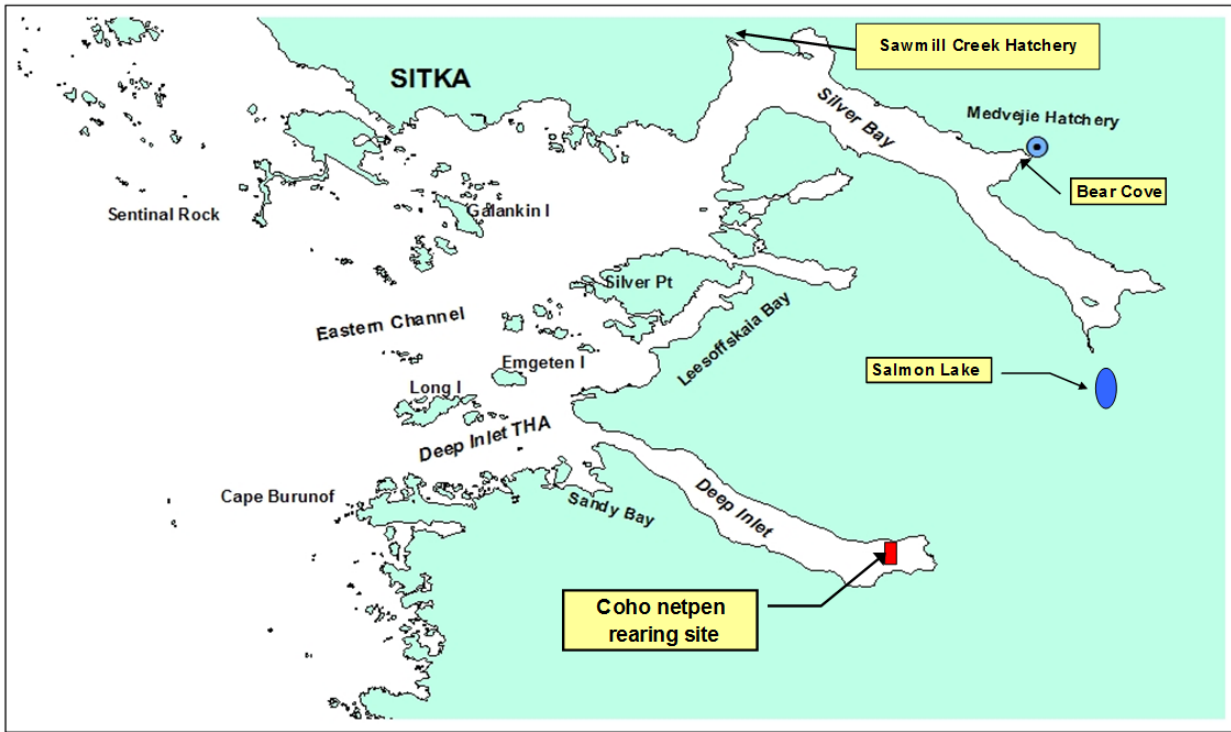 Sawmill Creek Hatchery
SITKA
Silver Bay
Medvejie Hatchery
Bear Cove
Sentinal Rock
Galankin I
Silver Pt
Eastern Channel
Leesoffskaia Bay
Emgeten I
Salmon Lake
Long I
Deep Inlet THA
Cape Burunof
Sandy Bay
Deep Inlet
Coho netpen
rearing site